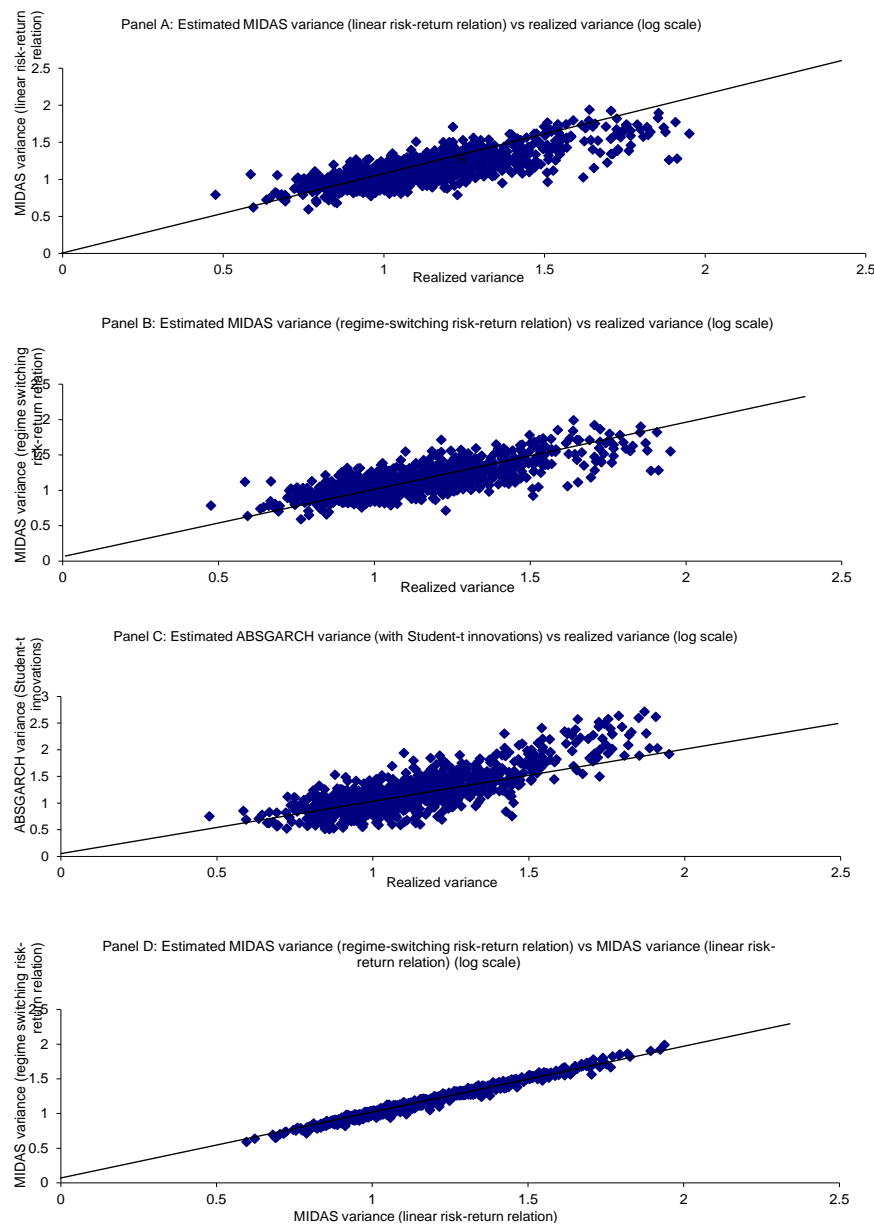 Panel A: Estimated MIDAS variance (linear risk-return relation) vs realized variance (log scale)
MIDAS variance (linear risk-return
relation)
2.5
2
1.5
1
0.5
0
0
0.5
1
1.5
2
2.5
Realized variance
Panel B: Estimated MIDAS variance (regime-switching risk-return relation) vs realized variance (log scale)
MIDAS variance (regime switching
risk-return relation)
2.5
2
1.5
1
0.5
0
0
0.5
1
1.5
2
2.5
Realized variance
Panel C: Estimated ABSGARCH variance (with Student-t innovations) vs realized variance (log scale)
ABSGARCH variance (Student-t
innovations)
3
2.5
2
1.5
1
0.5
0
0
0.5
1
1.5
2
2.5
Realized variance
Panel D: Estimated MIDAS variance (regime-switching risk-return relation) vs MIDAS variance (linear risk-
return relation) (log scale)
MIDAS variance (regime switching risk-
return relation)
2.5
2
1.5
1
0.5
0
0
0.5
1
1.5
2
2.5
MIDAS variance (linear risk-return relation)